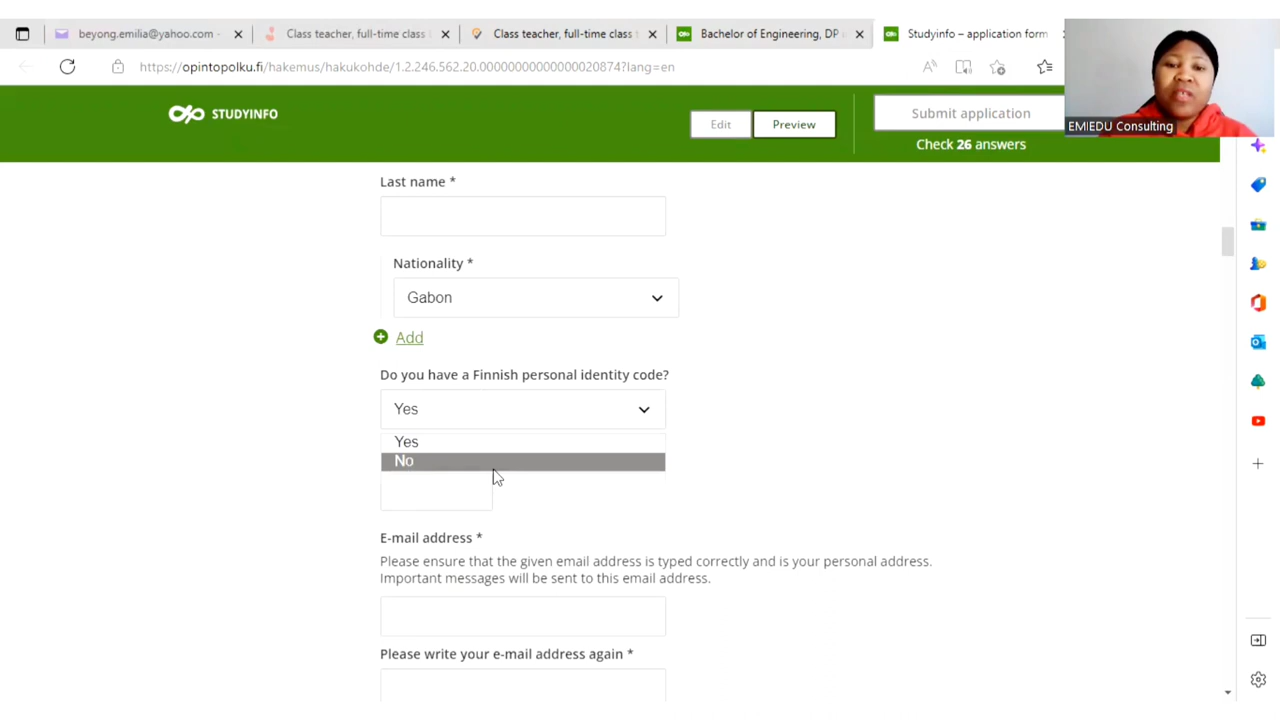 beyong.emilia@yahoo.com -
Class teacher, full-time class
Class teacher, full-time class
Bachelor of Engineering, DP
Studyinfo – application form
https://opintopolku.fi/hakemus/hakukohde/1.2.246.562.20.00000000000000020874?lang=en
STUDYINFO
Edit
Preview
Submit application
Check 26 answers
EMIEDU Consulting
Last name *
Nationality *
Gabon
Add
Do you have a Finnish personal identity code?
Yes
Yes
No
E-mail address *
Please ensure that the given email address is typed correctly and is your personal address.
Important messages will be sent to this email address.
Please write your e-mail address again *